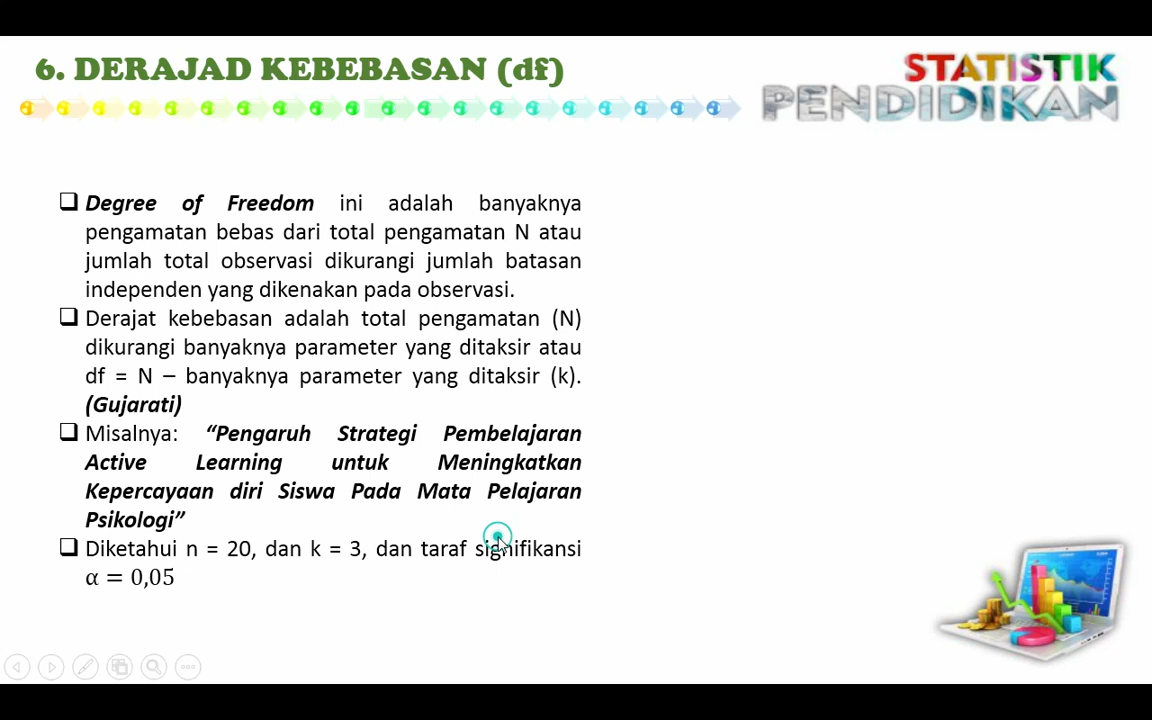 6. DERAJAD KEBEBASAN (df)
STATISTIK
PENDIDIKAN
Degree of Freedom ini adalah banyaknya
pengamatan bebas dari total pengamatan N atau
jumlah total observasi dikurangi jumlah batasan
independen yang dikenakan pada observasi.
Derajat kebebasan adalah total pengamatan (N)
dikurangi banyaknya parameter yang ditaksir atau
df = N – banyaknya parameter yang ditaksir (k).
(Gujarati)
Misalnya: “Pengaruh Strategi Pembelajaran
Active Learning untuk Meningkatkan
Kepercayaan diri Siswa Pada Mata Pelajaran
Psikologi”
Diketahui n = 20, dan k = 3, dan taraf signifikansi
α = 0,05